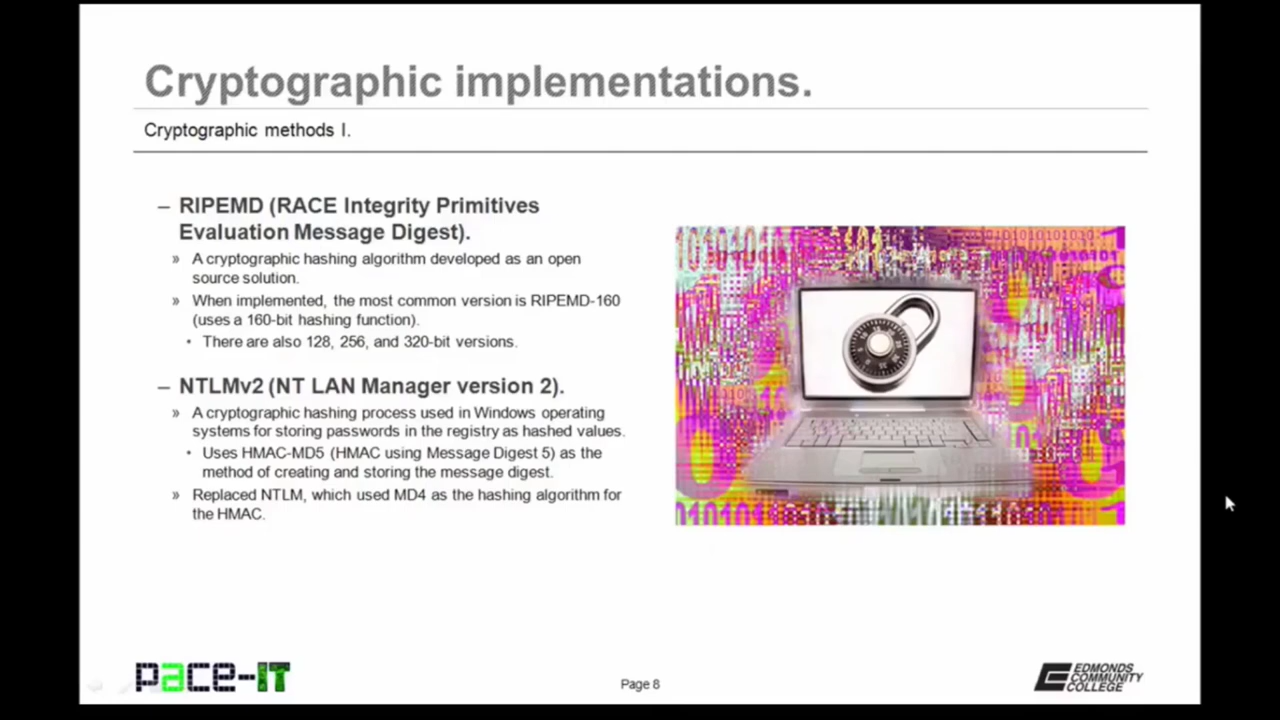 Cryptographic implementations.
Cryptographic methods I.
– RIPEMD (RACE Integrity Primitives
Evaluation Message Digest).
» A cryptographic hashing algorithm developed as an open
source solution.
» When implemented, the most common version is RIPEMD-160
(uses a 160-bit hashing function).
• There are also 128, 256, and 320-bit versions.
– NTLMv2 (NT LAN Manager version 2).
» A cryptographic hashing process used in Windows operating
systems for storing passwords in the registry as hashed values.
• Uses HMAC-MD5 (HMAC using Message Digest 5) as the
method of creating and storing the message digest.
» Replaced NTLM, which used MD4 as the hashing algorithm for
the HMAC.
pace-IT
Page 8
EDMONDS
COMMUNITY
COLLEGE